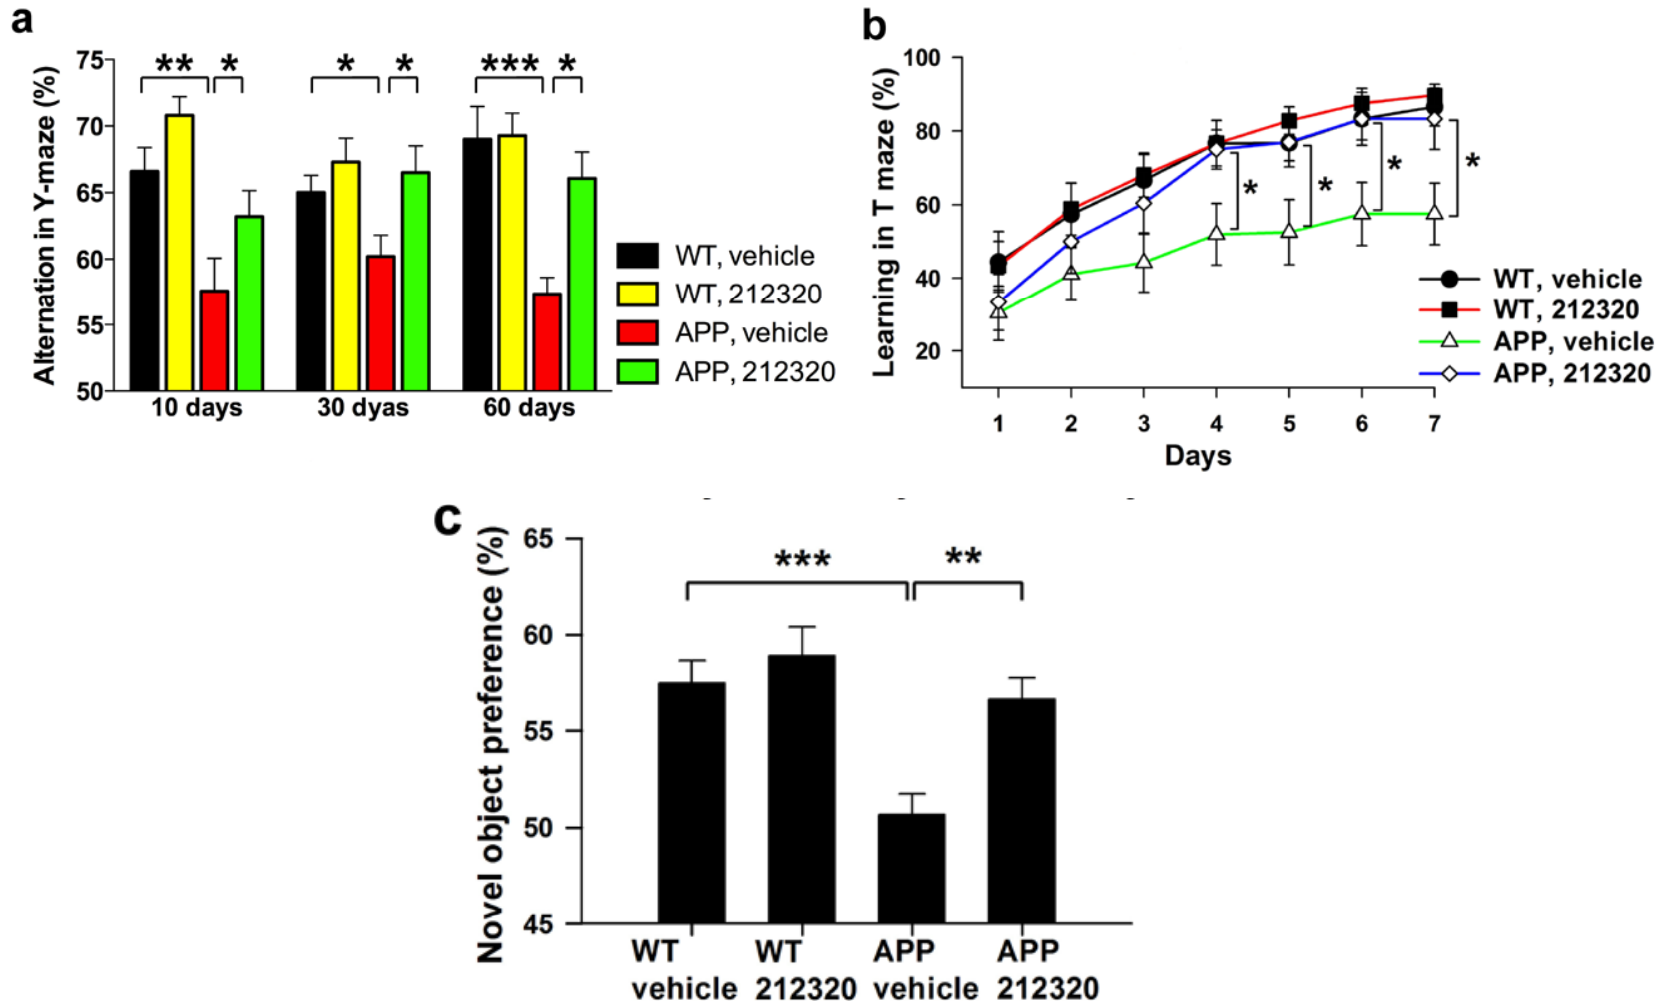 a
Alternation in Y-maze (%)
75
70
65
60
55
50
** *
* *
*** *
10 days 30 dyas 60 days
WT, vehicle
WT, 212320
APP, vehicle
APP, 212320
b
Learning in T maze (%)
100
80
60
40
20
* * * *
1 2 3 4 5 6 7
Days
WT, vehicle
WT, 212320
APP, vehicle
APP, 212320
c
Novel object preference (%)
65
60
55
50
45
*** **
WT WT APP APP
vehicle 212320 vehicle 212320